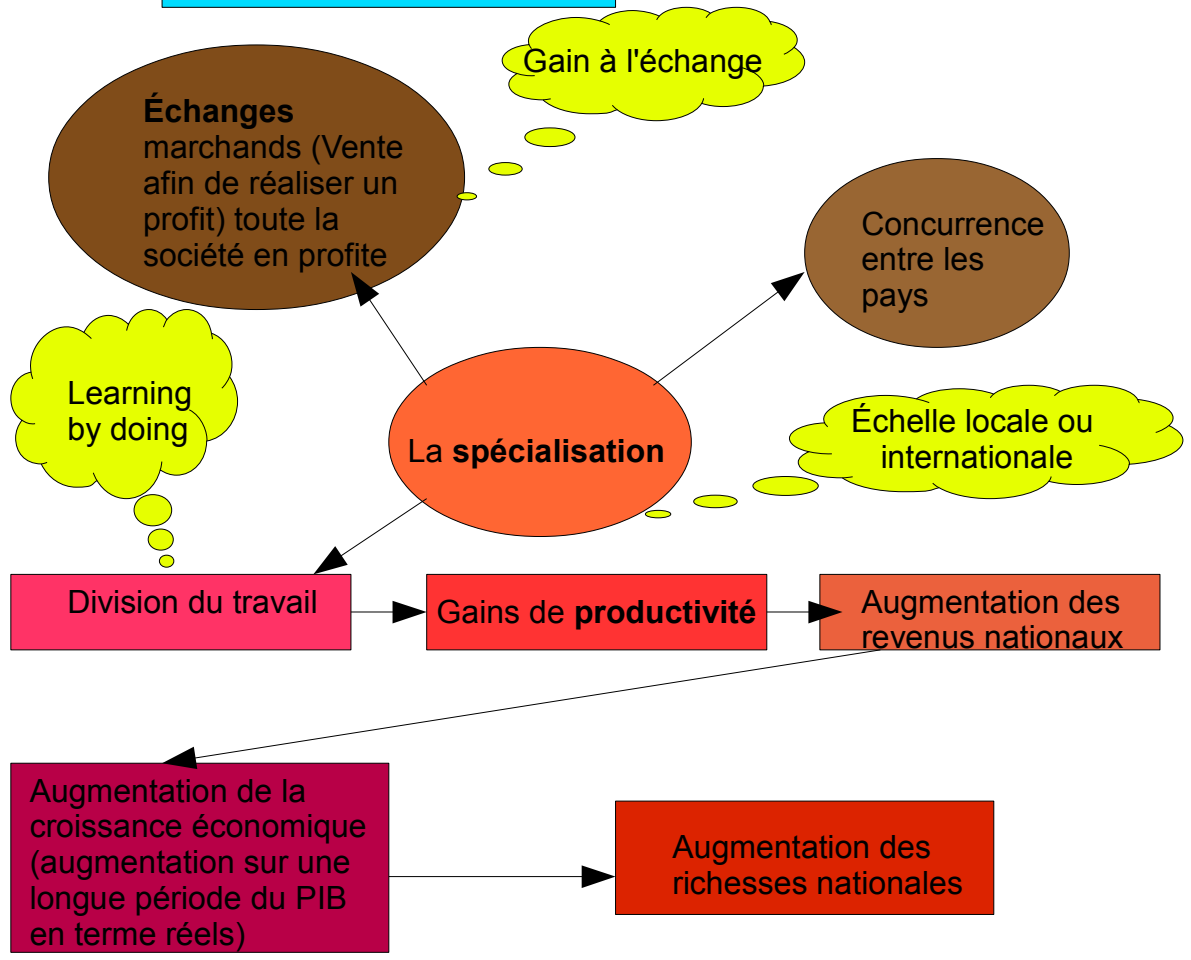 Gain à l'échange
Échanges
marchands (Vente
afin de réaliser un
profit) toute la
société en profite
Concurrence
entre les
pays
Learning
by doing
Échelle locale ou
internationale
La spécialisation
Division du travail
Gains de productivité
Augmentation des
revenus nationaux
Augmentation de la
croissance économique
(augmentation sur une
longue période du PIB
en terme réels)
Augmentation des
richesses nationales